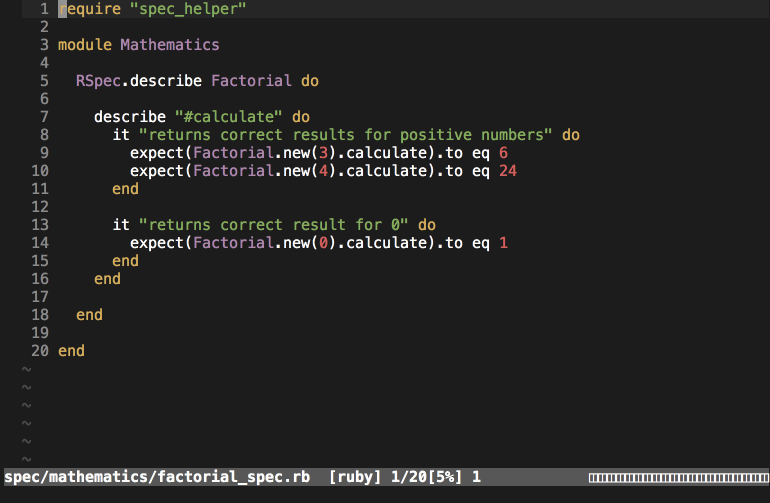 1 require "spec_helper"
2
3 module Mathematics
4
5   RSpec.describe Factorial do
6
7     describe "#calculate" do
8       it "returns correct results for positive numbers" do
9         expect(Factorial.new(3).calculate).to eq 6
10         expect(Factorial.new(4).calculate).to eq 24
11       end
12
13       it "returns correct result for 0" do
14         expect(Factorial.new(0).calculate).to eq 1
15       end
16     end
17
18   end
19
20 end
~
~
~
~
~
~
spec/mathematics/factorial_spec.rb  [ruby] 1/20[5%] 1